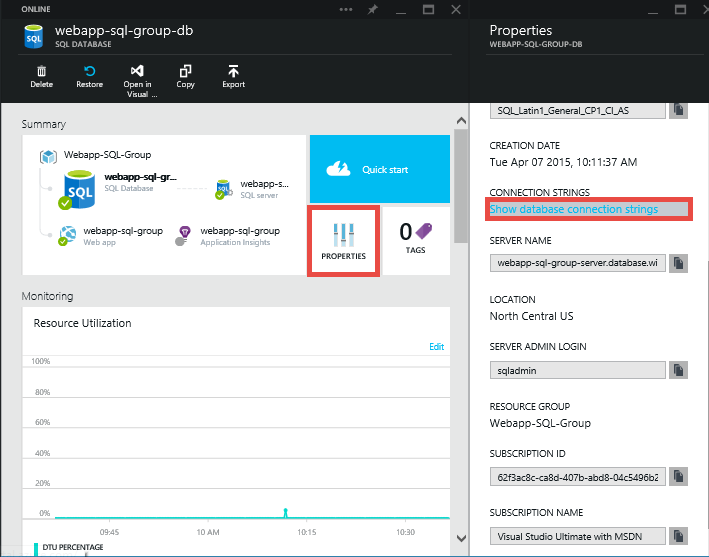 ONLINE
webapp-sql-group-db
SQL DATABASE
Delete
Restore
Open in
Visual ...
Copy
Export
Summary
Webapp-SQL-Group
SQL
webapp-sql-gr...
SQL Database
webapp-s...
SQL server
webapp-sql-group
Web app
webapp-sql-group
Application Insights
Quick start
PROPERTIES
0
TAGS
Monitoring
Resource Utilization
Edit
100%
80%
60%
40%
20%
0%
09:45
10 AM
10:15
10:30
DTU PERCENTAGE
Properties
WEBAPP-SQL-GROUP-DB
SQL_Latin1_General_CP1_CI_AS
CREATION DATE
Tue Apr 07 2015, 10:11:37 AM
CONNECTION STRINGS
Show database connection strings
SERVER NAME
webapp-sql-group-server.database.wi
LOCATION
North Central US
SERVER ADMIN LOGIN
sqladmin
RESOURCE GROUP
Webapp-SQL-Group
SUBSCRIPTION ID
62f3ac8c-ca8d-407b-abd8-04c5496b2
SUBSCRIPTION NAME
Visual Studio Ultimate with MSDN